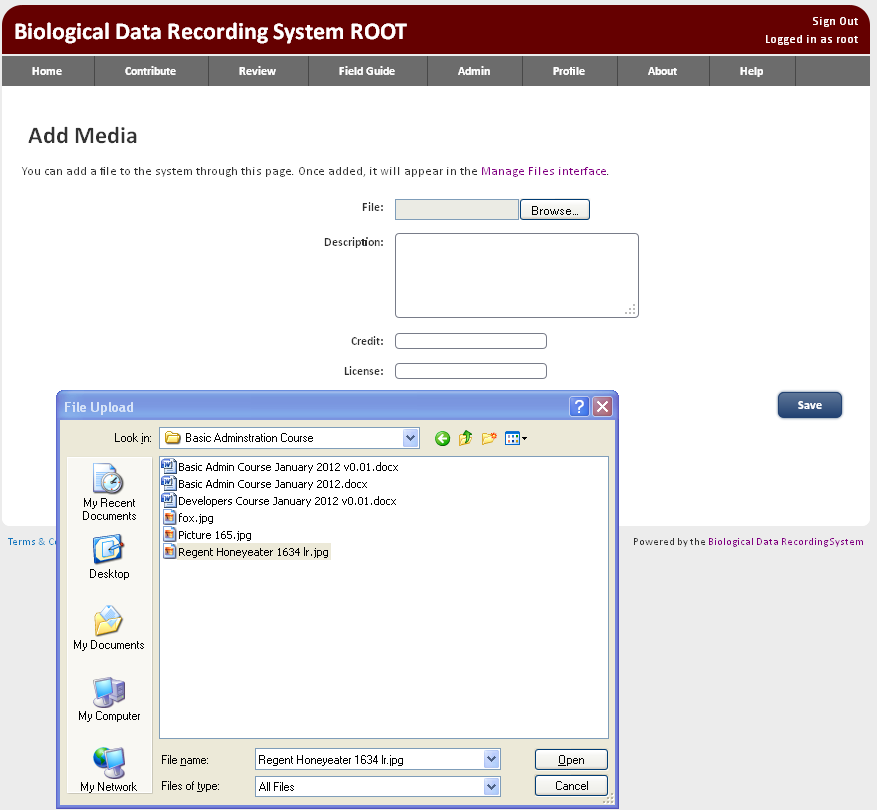 Biological Data Recording System ROOT
Sign Out
Logged in as root
Home Contribute Review Field Guide Admin Profile About Help
Add Media
You can add a file to the system through this page. Once added, it will appear in the Manage Files interface.
File: Browse...
Description:
Credit:
License:
Save
File Upload
Look in: Basic Adminstration Course
Basic Admin Course January 2012 v0.01.docx
Basic Admin Course January 2012.docx
Developers Course January 2012 v0.01.docx
fox.jpg
Picture 165.jpg
Regent Honeyeater 1634 lr.jpg
My Recent
Documents
Desktop
My Documents
My Computer
My Network
File name: Regent Honeyeater 1634 lr.jpg Open
Files of type: All Files Cancel
Terms &
Powered by the Biological Data Recording System